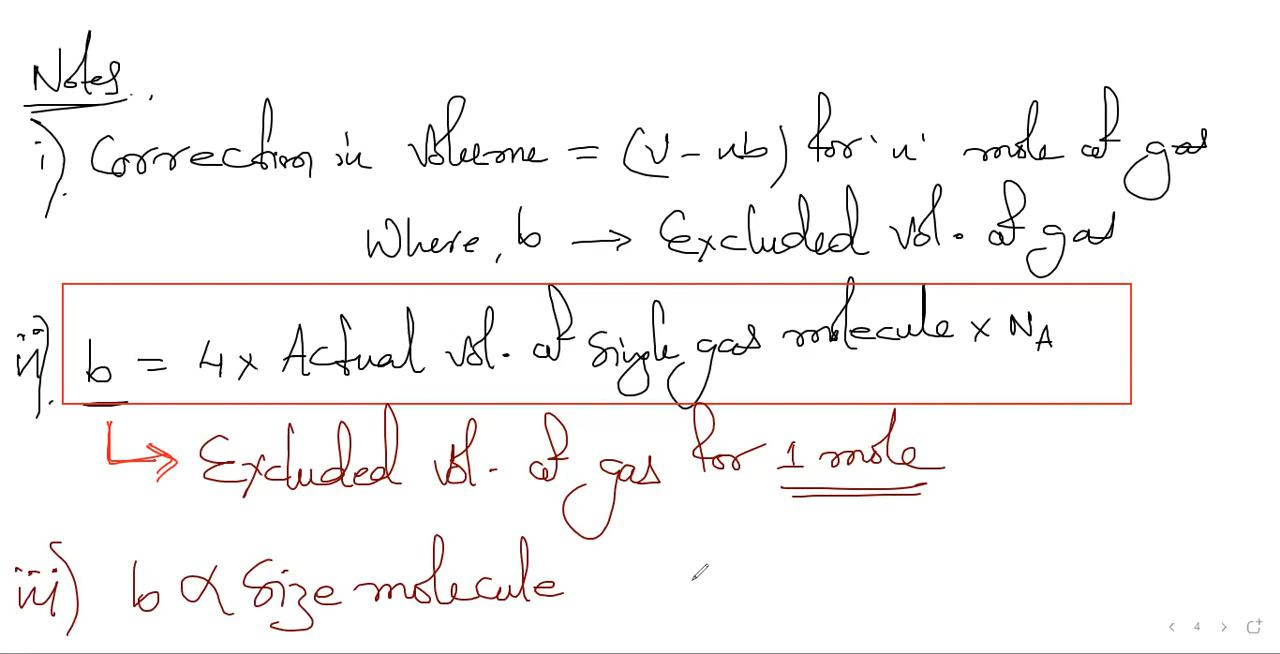 Notes
i) Correction in volume = (V - nb) for 'n' mole of gas
Where, b → Excluded vol. of gas
ii) b = 4 × Actual vol. of single gas molecule × N_A
↳ Excluded vol. of gas for 1 mole
iii) b ∝ Size molecule
< 4 >